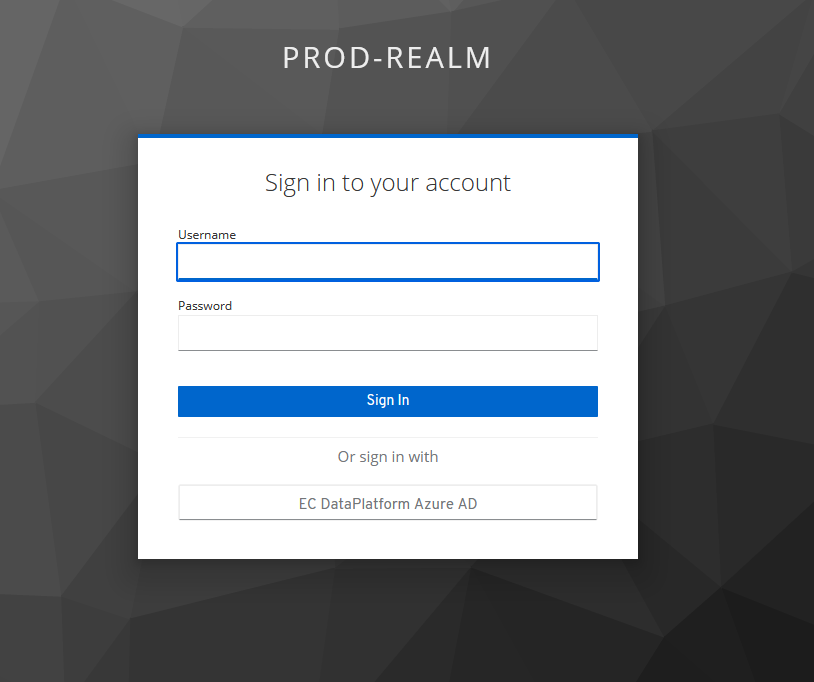 PROD-REALM
Sign in to your account
Username
Password
Sign In
Or sign in with
EC DataPlatform Azure AD